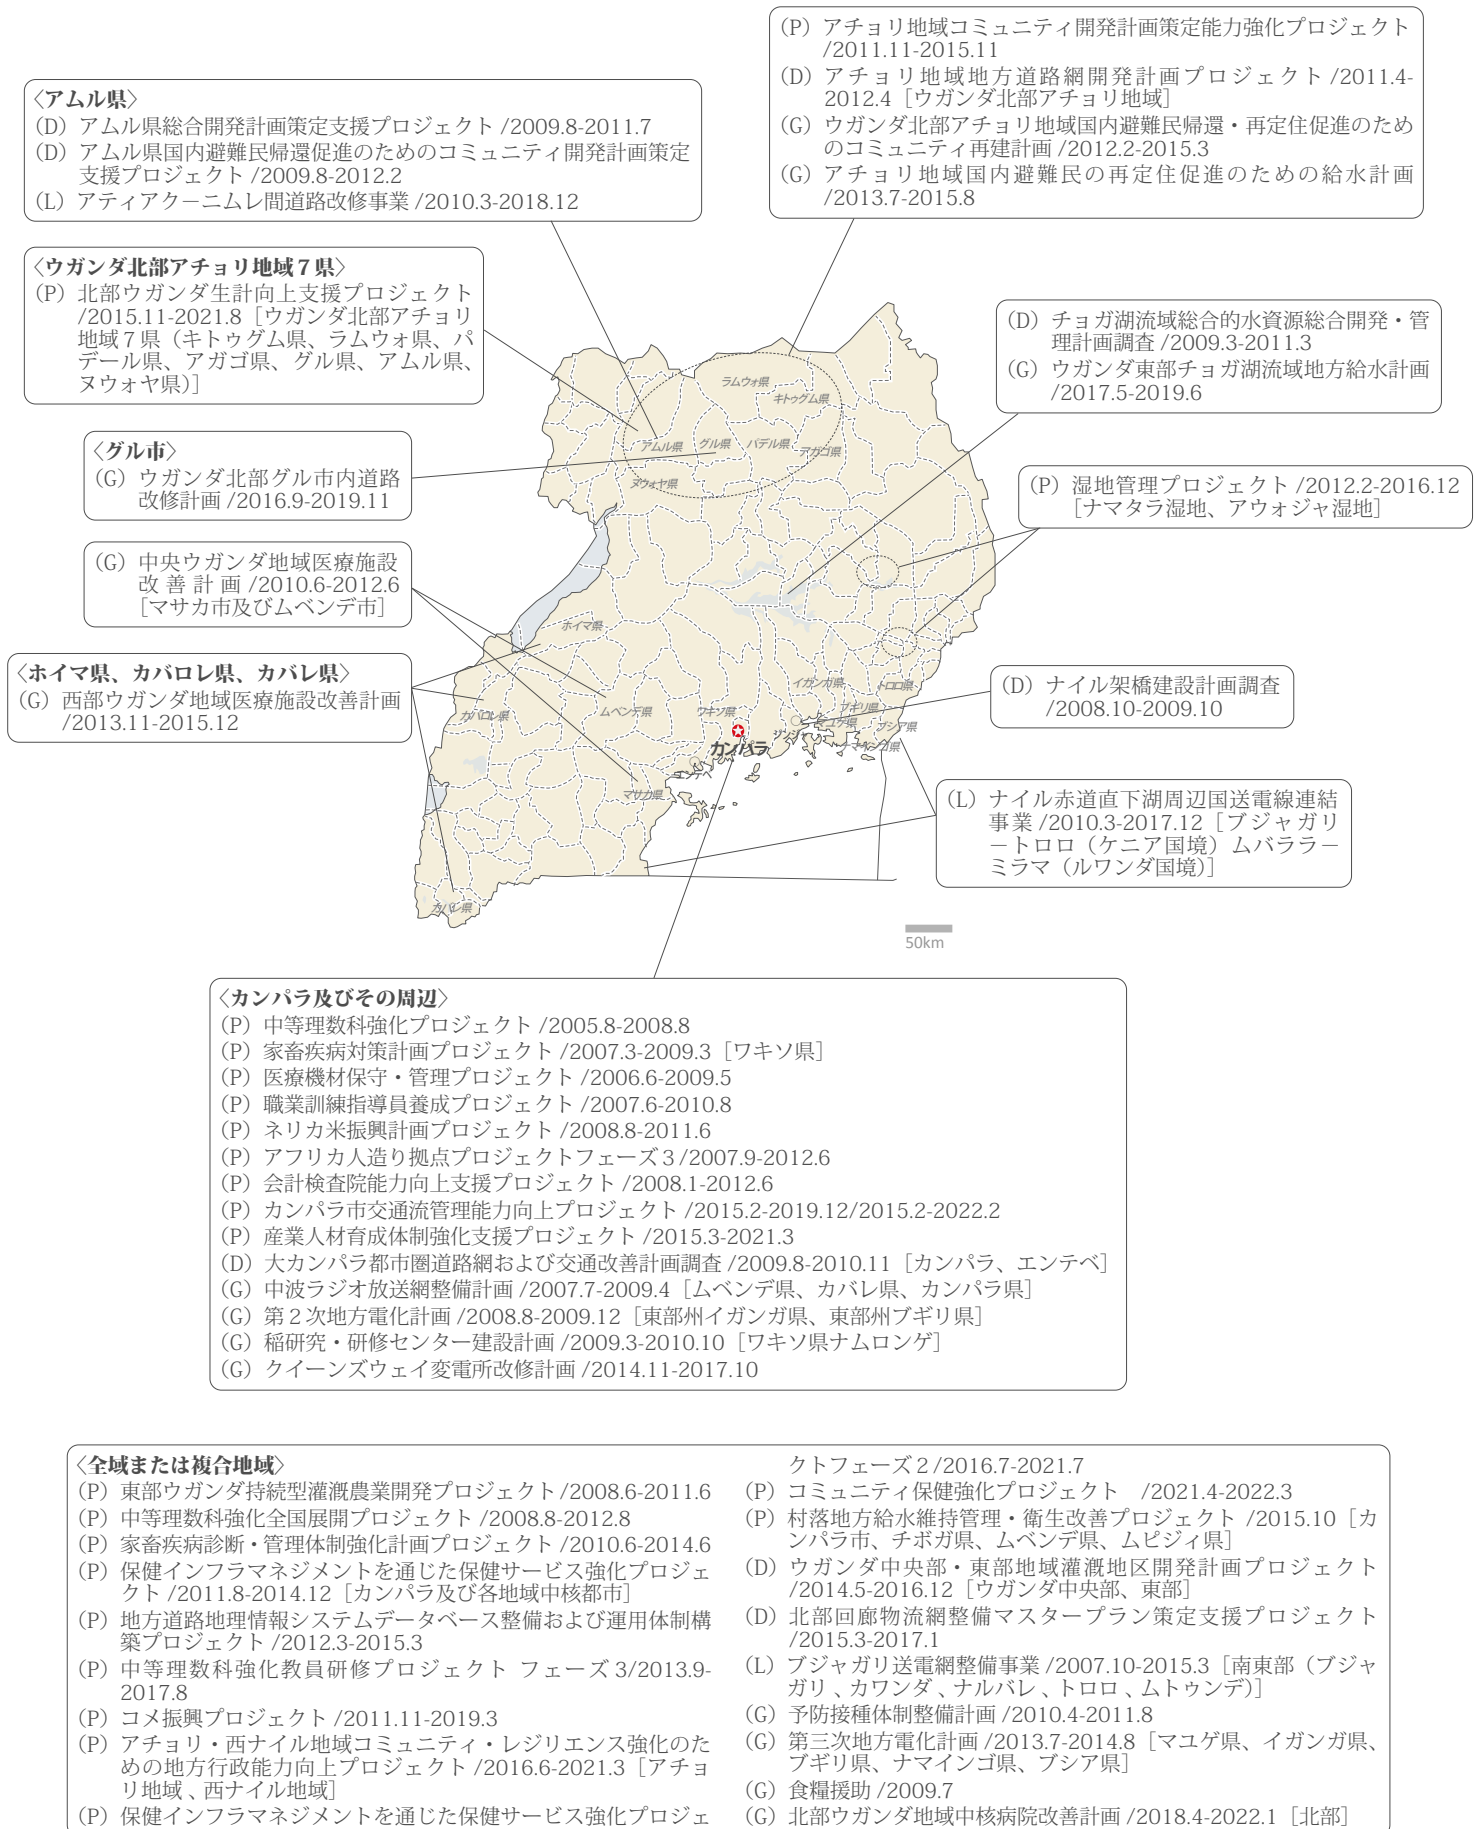 (P) アチョリ地域コミュニティ開発計画策定能力強化プロジェクト
/2011.11-2015.11
(D) アチョリ地域地方道路網開発計画プロジェクト /2011.4-
2012.4［ウガンダ北部アチョリ地域］
(G) ウガンダ北部アチョリ地域国内避難民帰還・再定住促進のため
のコミュニティ再建計画 /2012.2-2015.3
(G) アチョリ地域国内避難民の再定住促進のための給水計画
/2013.7-2015.8
〈アムル県〉
(D) アムル県総合開発計画策定支援プロジェクト /2009.8-2011.7
(D) アムル県国内避難民帰還促進のためのコミュニティ開発計画策定
支援プロジェクト /2009.8-2012.2
(L) アティアク－ニムレ間道路改修事業 /2010.3-2018.12
〈ウガンダ北部アチョリ地域７県〉
(P) 北部ウガンダ生計向上支援プロジェクト
/2015.11-2021.8［ウガンダ北部アチョリ
地域７県（キトゥグム県、ラムウォ県、パ
デール県、アガゴ県、グル県、アムル県、
ヌウォヤ県）］
(D) チョガ湖流域総合的水資源総合開発・管
理計画調査 /2009.3-2011.3
(G) ウガンダ東部チョガ湖流域地方給水計画
/2017.5-2019.6
〈グル市〉
(G) ウガンダ北部グル市内道路
改修計画 /2016.9-2019.11
(P) 湿地管理プロジェクト /2012.2-2016.12
［ナマタラ湿地、アウォジャ湿地］
(G) 中央ウガンダ地域医療施設
改善計画 /2010.6-2012.6
［マサカ市及びムベンデ市］
〈ホイマ県、カバロレ県、カバレ県〉
(G) 西部ウガンダ地域医療施設改善計画
/2013.11-2015.12
(D) ナイル架橋建設計画調査
/2008.10-2009.10
(L) ナイル赤道直下湖周辺国送電線連結
事業 /2010.3-2017.12［ブジャガリ
－トロロ（ケニア国境）ムバララ－
ミラマ（ルワンダ国境）］
ラムウォ県
キトゥグム県
アムル県
グル県
パデル県
アガゴ県
ヌウォヤ県
ホイマ県
イガンガ県
トロロ県
カバロレ県
ムベンデ県
ワキソ県
ブギリ県
マユゲ県
ブシア県
ジンジャ
ナマインゴ県
カンパラ
エンテベ
マサカ県
カバレ県
50km
〈カンパラ及びその周辺〉
(P) 中等理数科強化プロジェクト /2005.8-2008.8
(P) 家畜疾病対策計画プロジェクト /2007.3-2009.3［ワキソ県］
(P) 医療機材保守・管理プロジェクト /2006.6-2009.5
(P) 職業訓練指導員養成プロジェクト /2007.6-2010.8
(P) ネリカ米振興計画プロジェクト /2008.8-2011.6
(P) アフリカ人造り拠点プロジェクトフェーズ３/2007.9-2012.6
(P) 会計検査院能力向上支援プロジェクト /2008.1-2012.6
(P) カンパラ市交通流管理能力向上プロジェクト /2015.2-2019.12/2015.2-2022.2
(P) 産業人材育成体制強化支援プロジェクト /2015.3-2021.3
(D) 大カンパラ都市圏道路網および交通改善計画調査 /2009.8-2010.11［カンパラ、エンテベ］
(G) 中波ラジオ放送網整備計画 /2007.7-2009.4［ムベンデ県、カバレ県、カンパラ県］
(G) 第２次地方電化計画 /2008.8-2009.12［東部州イガンガ県、東部州ブギリ県］
(G) 稲研究・研修センター建設計画 /2009.3-2010.10［ワキソ県ナムロンゲ］
(G) クイーンズウェイ変電所改修計画 /2014.11-2017.10
〈全域または複合地域〉
(P) 東部ウガンダ持続型灌漑農業開発プロジェクト/2008.6-2011.6
(P) 中等理数科強化全国展開プロジェクト /2008.8-2012.8
(P) 家畜疾病診断・管理体制強化計画プロジェクト /2010.6-2014.6
(P) 保健インフラマネジメントを通じた保健サービス強化プロジェ
クト /2011.8-2014.12［カンパラ及び各地域中核都市］
(P) 地方道路地理情報システムデータベース整備および運用体制構
築プロジェクト /2012.3-2015.3
(P) 中等理数科強化教員研修プロジェクト フェーズ 3/2013.9-
2017.8
(P) コメ振興プロジェクト /2011.11-2019.3
(P) アチョリ・西ナイル地域コミュニティ・レジリエンス強化のた
めの地方行政能力向上プロジェクト /2016.6-2021.3［アチョ
リ地域 、西ナイル地域］
(P) 保健インフラマネジメントを通じた保健サービス強化プロジェ
クトフェーズ２/2016.7-2021.7
(P) コミュニティ保健強化プロジェクト　/2021.4-2022.3
(P) 村落地方給水維持管理・衛生改善プロジェクト /2015.10［カ
ンパラ市、チボガ県、ムベンデ県、ムピジィ県］
(D) ウガンダ中央部・東部地域灌漑地区開発計画プロジェクト
/2014.5-2016.12［ウガンダ中央部、東部］
(D) 北部回廊物流網整備マスタープラン策定支援プロジェクト
/2015.3-2017.1
(L) ブジャガリ送電網整備事業 /2007.10-2015.3［南東部（ブジャ
ガリ 、カワンダ 、ナルバレ 、トロロ 、ムトゥンデ）］
(G) 予防接種体制整備計画 /2010.4-2011.8
(G) 第三次地方電化計画 /2013.7-2014.8［マユゲ県、イガンガ県、
ブギリ県、ナマインゴ県、ブシア県］
(G) 食糧援助 /2009.7
(G) 北部ウガンダ地域中核病院改善計画 /2018.4-2022.1［北部］